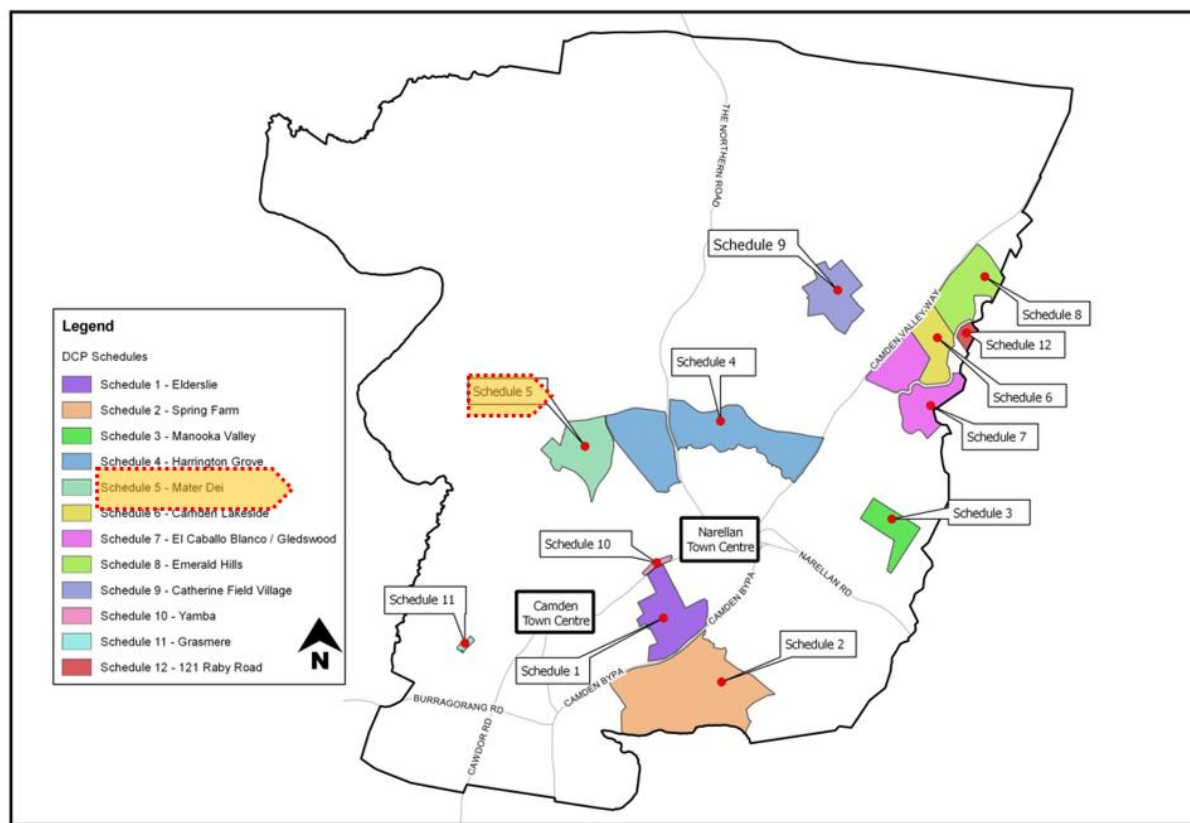 THE NORTHERN ROAD
Schedule 9
CAMDEN VALLEY WAY
Schedule 8
Schedule 12
Schedule 6
Schedule 7
Schedule 4
Schedule 5
Schedule 3
Narellan
Town Centre
NARELLAN RD
Schedule 10
CAMDEN BYPA
Camden
Town Centre
Schedule 11
Schedule 1
Schedule 2
CAMDEN BYPA
BURRAGORANG RD
CAWDOR RD
Legend
DCP Schedules
Schedule 1 - Elderslie
Schedule 2 - Spring Farm
Schedule 3 - Manooka Valley
Schedule 4 - Harrington Grove
Schedule 5 - Mater Dei
Schedule 6 - Camden Lakeside
Schedule 7 - El Caballo Blanco / Gledswood
Schedule 8 - Emerald Hills
Schedule 9 - Catherine Field Village
Schedule 10 - Yamba
Schedule 11 - Grasmere
Schedule 12 - 121 Raby Road
N